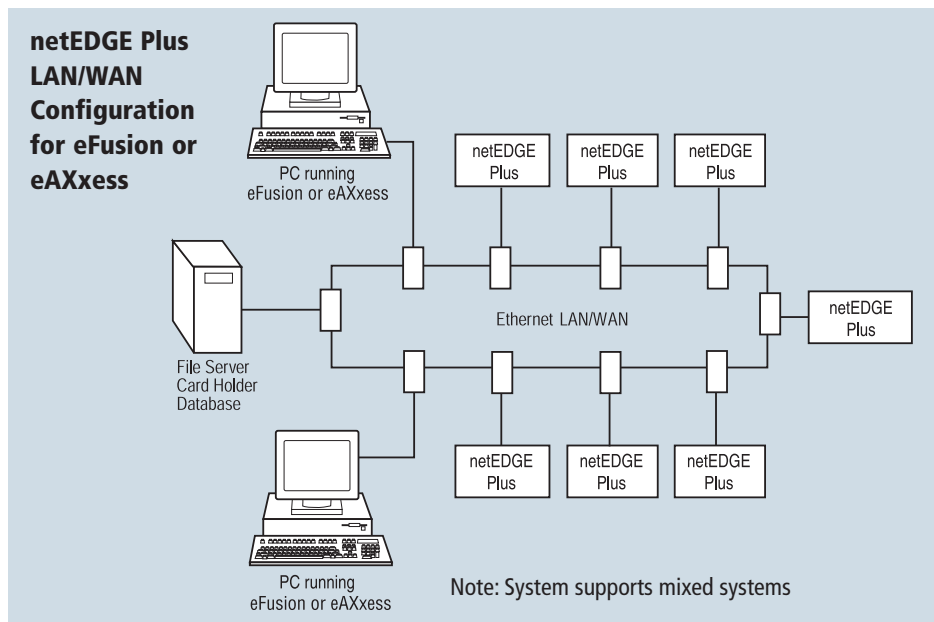 netEDGE Plus
LAN/WAN
Configuration
for eFusion or
eAXxess
PC running
eFusion or eAXxess
netEDGE
Plus
netEDGE
Plus
netEDGE
Plus
File Server
Card Holder
Database
Ethernet LAN/WAN
netEDGE
Plus
netEDGE
Plus
netEDGE
Plus
netEDGE
Plus
PC running
eFusion or eAXxess
Note: System supports mixed systems